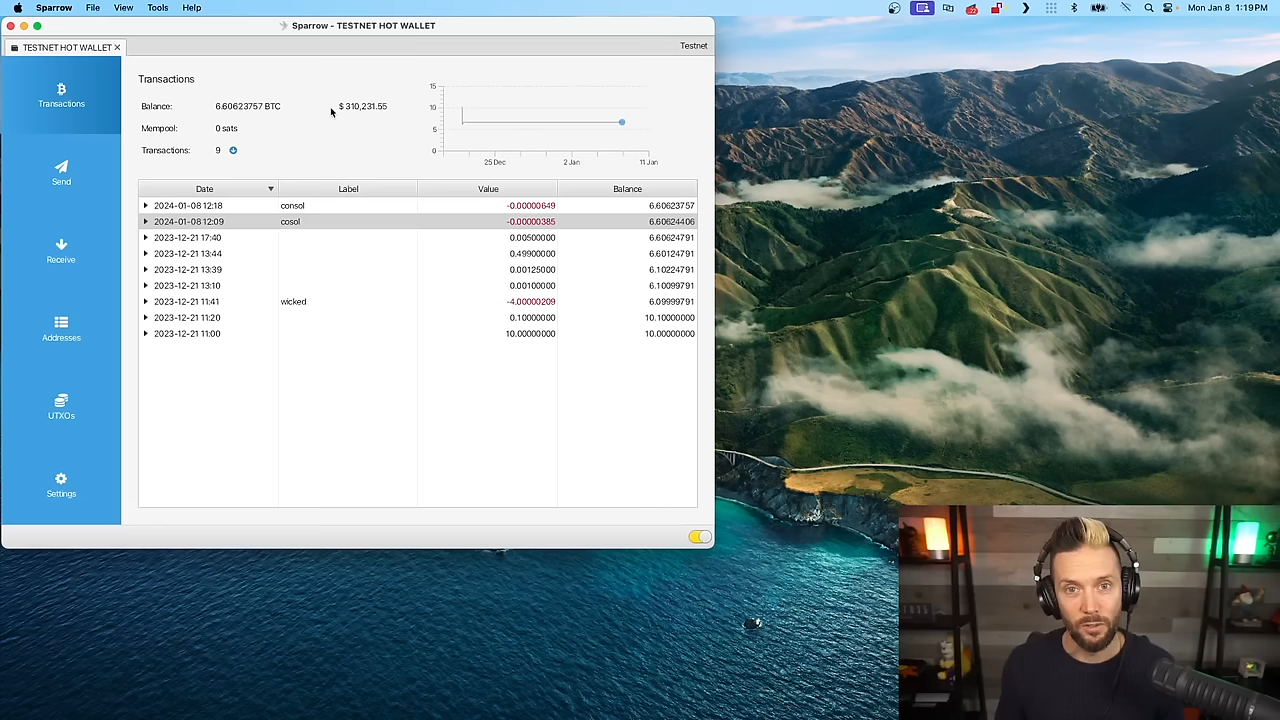 Sparrow File View Tools Help Mon Jan 8 1:19 PM
Sparrow - TESTNET HOT WALLET
TESTNET HOT WALLET Testnet
Transactions
Send
Receive
Addresses
UTXOs
Settings
Transactions
Balance: 6.60623757 BTC $ 310,231.55
Mempool: 0 sats
Transactions: 9
15
10
5
0
25 Dec 2 Jan 11 Jan
Date Label Value Balance
2024-01-08 12:18 consol -0.00000649 6.60623757
2024-01-08 12:09 cosol -0.00000385 6.60624406
2023-12-21 17:40 0.00500000 6.60624791
2023-12-21 13:44 0.49900000 6.60124791
2023-12-21 13:39 0.00125000 6.10224791
2023-12-21 13:10 0.00100000 6.10099791
2023-12-21 11:41 wicked -4.00000209 6.09999791
2023-12-21 11:20 0.10000000 10.10000000
2023-12-21 11:00 10.00000000 10.00000000